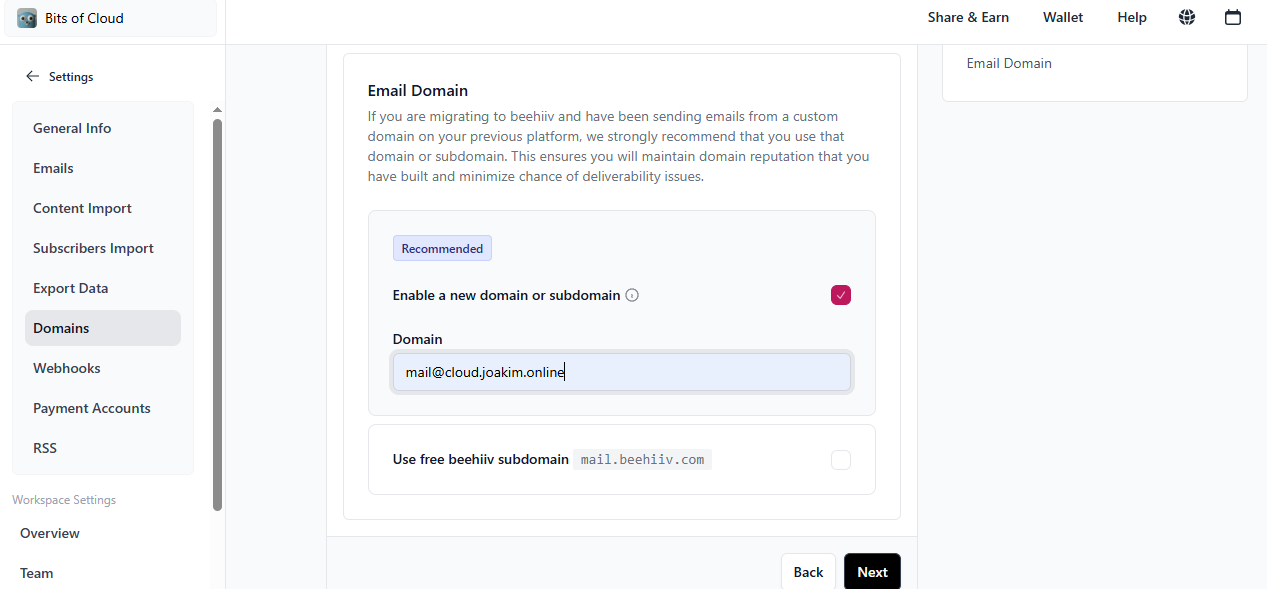 Bits of Cloud
Share & Earn
Wallet
Help
Settings
General Info
Emails
Content Import
Subscribers Import
Export Data
Domains
Webhooks
Payment Accounts
RSS
Workspace Settings
Overview
Team
Email Domain
If you are migrating to beehiiv and have been sending emails from a custom
domain on your previous platform, we strongly recommend that you use that
domain or subdomain. This ensures you will maintain domain reputation that you
have built and minimize chance of deliverability issues.
Recommended
Enable a new domain or subdomain
Domain
mail@cloud.joakim.online
Use free beehiiv subdomain mail.beehiiv.com
Back
Next
Email Domain